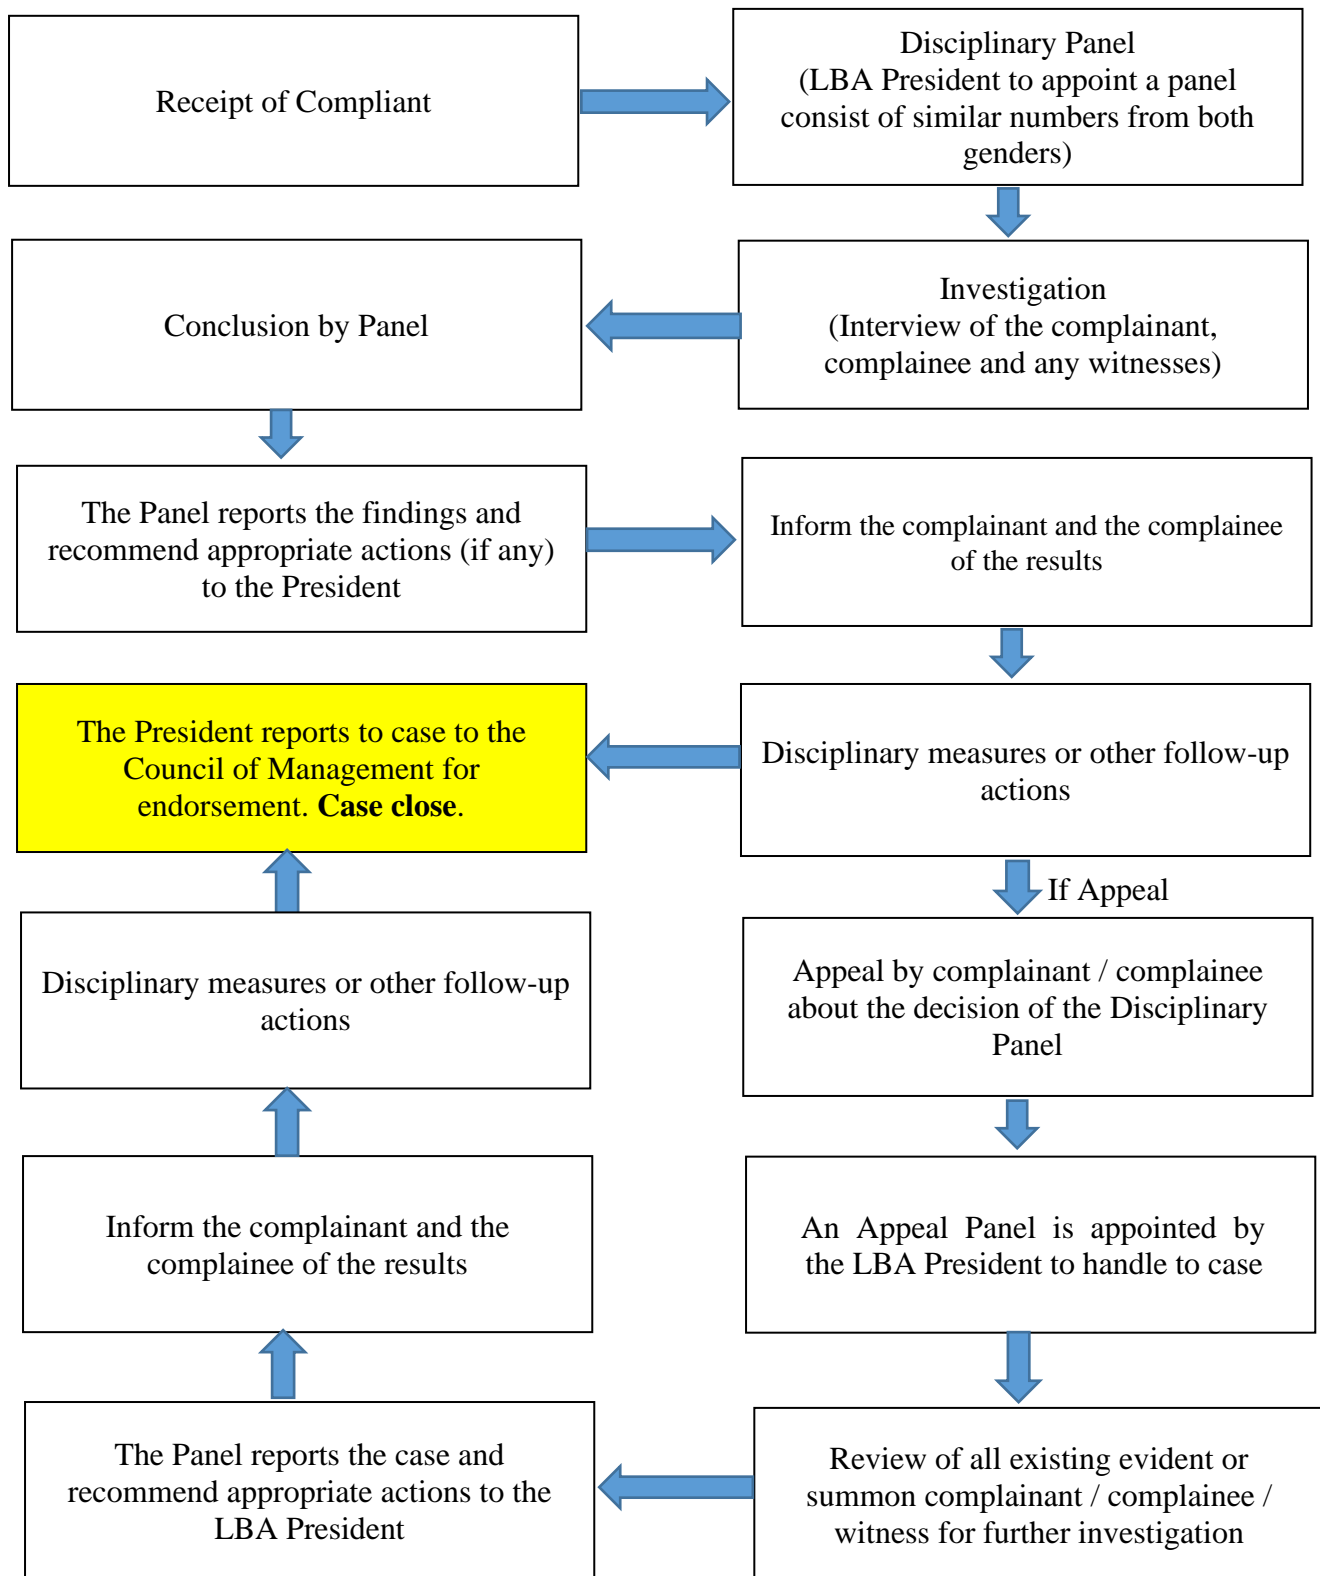 Receipt of Compliant
Disciplinary Panel
(LBA President to appoint a panel
consist of similar numbers from both
genders)
Investigation
(Interview of the complainant,
complainee and any witnesses)
Conclusion by Panel
The Panel reports the findings and
recommend appropriate actions (if any)
to the President
Inform the complainant and the complainee
of the results
Disciplinary measures or other follow-up
actions
The President reports to case to the
Council of Management for
endorsement. Case close.
If Appeal
Appeal by complainant / complainee
about the decision of the Disciplinary
Panel
An Appeal Panel is appointed by
the LBA President to handle to case
Review of all existing evident or
summon complainant / complainee /
witness for further investigation
The Panel reports the case and
recommend appropriate actions to the
LBA President
Inform the complainant and the
complainee of the results
Disciplinary measures or other follow-up
actions